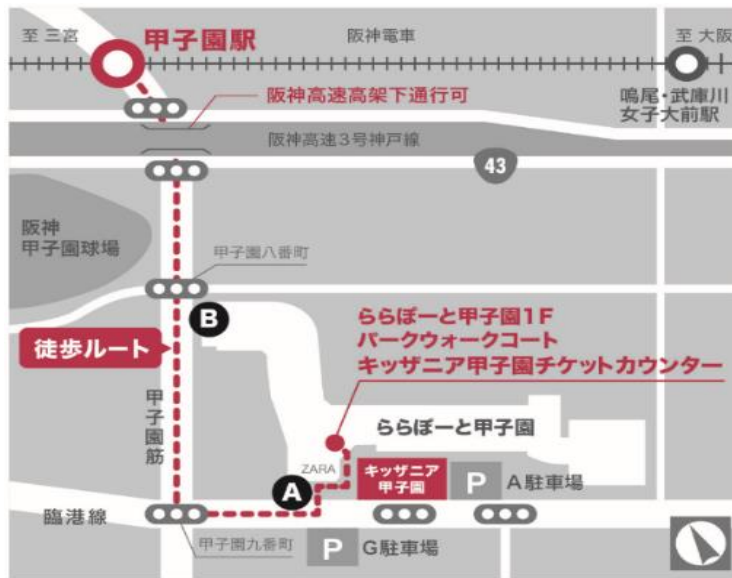 至 三宮
甲子園駅
阪神電車
至 大阪
鳴尾・武庫川
女子大前駅
阪神高速高架下通行可
阪神高速3号神戸線
43
阪神
甲子園球場
甲子園八番町
B
徒歩ルート
ららぽーと甲子園1F
パークウォークコート
キッザニア甲子園チケットカウンター
甲子園筋
ららぽーと甲子園
ZARA
A
キッザニア
甲子園
P
A駐車場
臨港線
甲子園九番町
P
G駐車場